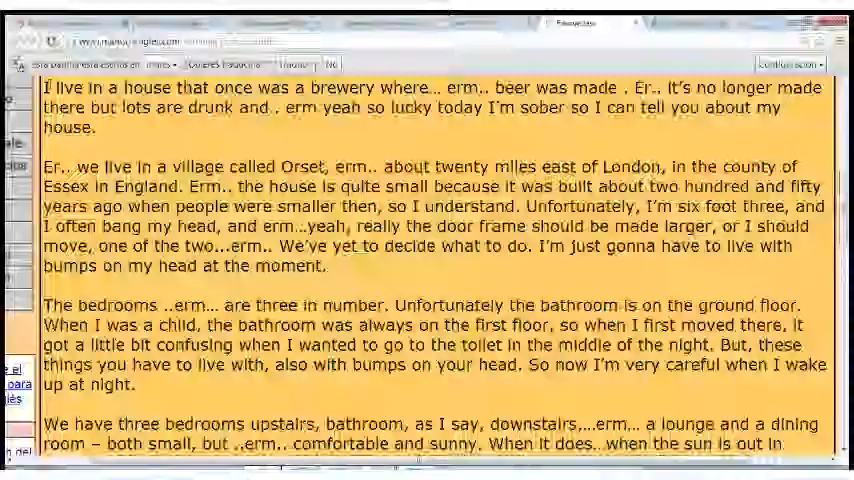 I live in a house that once was a brewery where... erm.. beer was made . Er.. it's no longer made
there but lots are drunk and.. erm yeah so lucky today I'm sober so I can tell you about my
house.
Er.. we live in a village called Orset, erm.. about twenty miles east of London, in the county of
Essex in England. Erm.. the house is quite small because it was built about two hundred and fifty
years ago when people were smaller then, so I understand. Unfortunately, I'm six foot three, and
I often bang my head, and erm...yeah, really the door frame should be made larger, or I should
move, one of the two...erm.. We've yet to decide what to do. I'm just gonna have to live with
bumps on my head at the moment.
The bedrooms ..erm... are three in number. Unfortunately the bathroom is on the ground floor.
When I was a child, the bathroom was always on the first floor, so when I first moved there, it
got a little bit confusing when I wanted to go to the toilet in the middle of the night. But, these
things you have to live with, also with bumps on your head. So now I'm very careful when I wake
up at night.
We have three bedrooms upstairs, bathroom, as I say, downstairs,...erm... a lounge and a dining
room – both small, but ..erm.. comfortable and sunny. When it does...when the sun is out in
e el
para